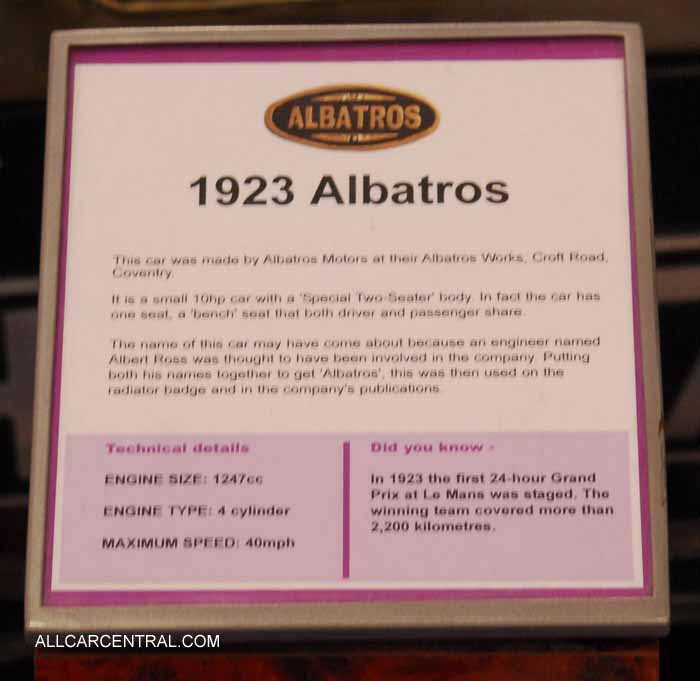 ALBATROS
1923 Albatros
This car was made by Albatros Motors at their Albatros Works, Croft Road,
Coventry.
It is a small 10hp car with a 'Special Two-Seater' body. In fact the car has
one seat, a 'bench' seat that both driver and passenger share.
The name of this car may have come about because an engineer named
Albert Ross was thought to have been involved in the company. Putting
both his names together to get 'Albatros', this was then used on the
radiator badge and in the company's publications.
Technical details
ENGINE SIZE: 1247cc
ENGINE TYPE: 4 cylinder
MAXIMUM SPEED: 40mph
Did you know -
In 1923 the first 24-hour Grand
Prix at Le Mans was staged. The
winning team covered more than
2,200 kilometres.
ALLCARCENTRAL.COM